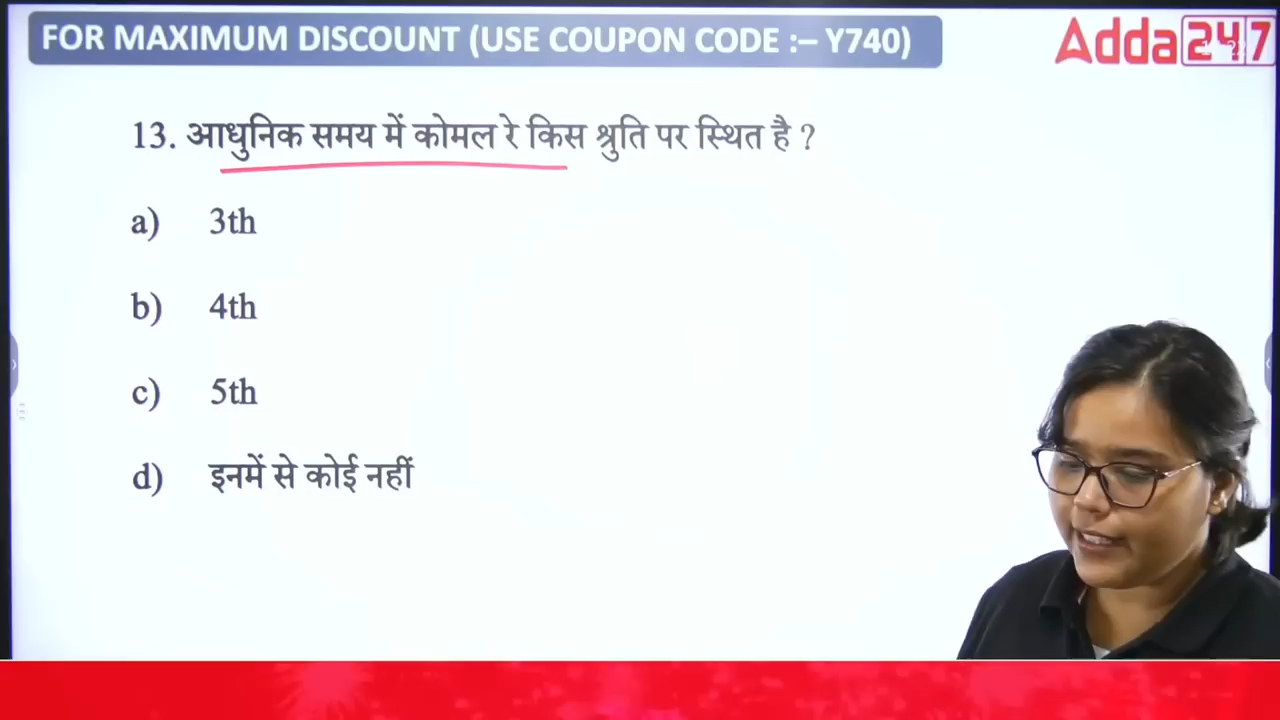 FOR MAXIMUM DISCOUNT (USE COUPON CODE :– Y740)
Adda247
13. आधुनिक समय में कोमल रे किस श्रुति पर स्थित है ?
a) 3th
b) 4th
c) 5th
d) इनमें से कोई नहीं